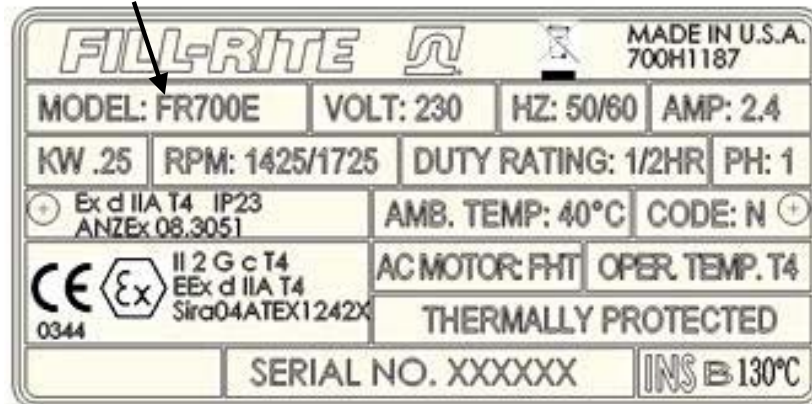 FILL-RITE MADE IN U.S.A.
700H1187
MODEL: FR700E VOLT: 230 HZ: 50/60 AMP: 2.4
KW .25 RPM: 1425/1725 DUTY RATING: 1/2HR PH: 1
Ex d IIA T4 IP23
ANZEx 08.3051
AMB. TEMP: 40°C CODE: N
CE 0344 Ex
II 2 G c T4
EEx d IIA T4
Sira04ATEX1242X
AC MOTOR: FHT OPER. TEMP. T4
THERMALLY PROTECTED
SERIAL NO. XXXXXX INS B 130°C